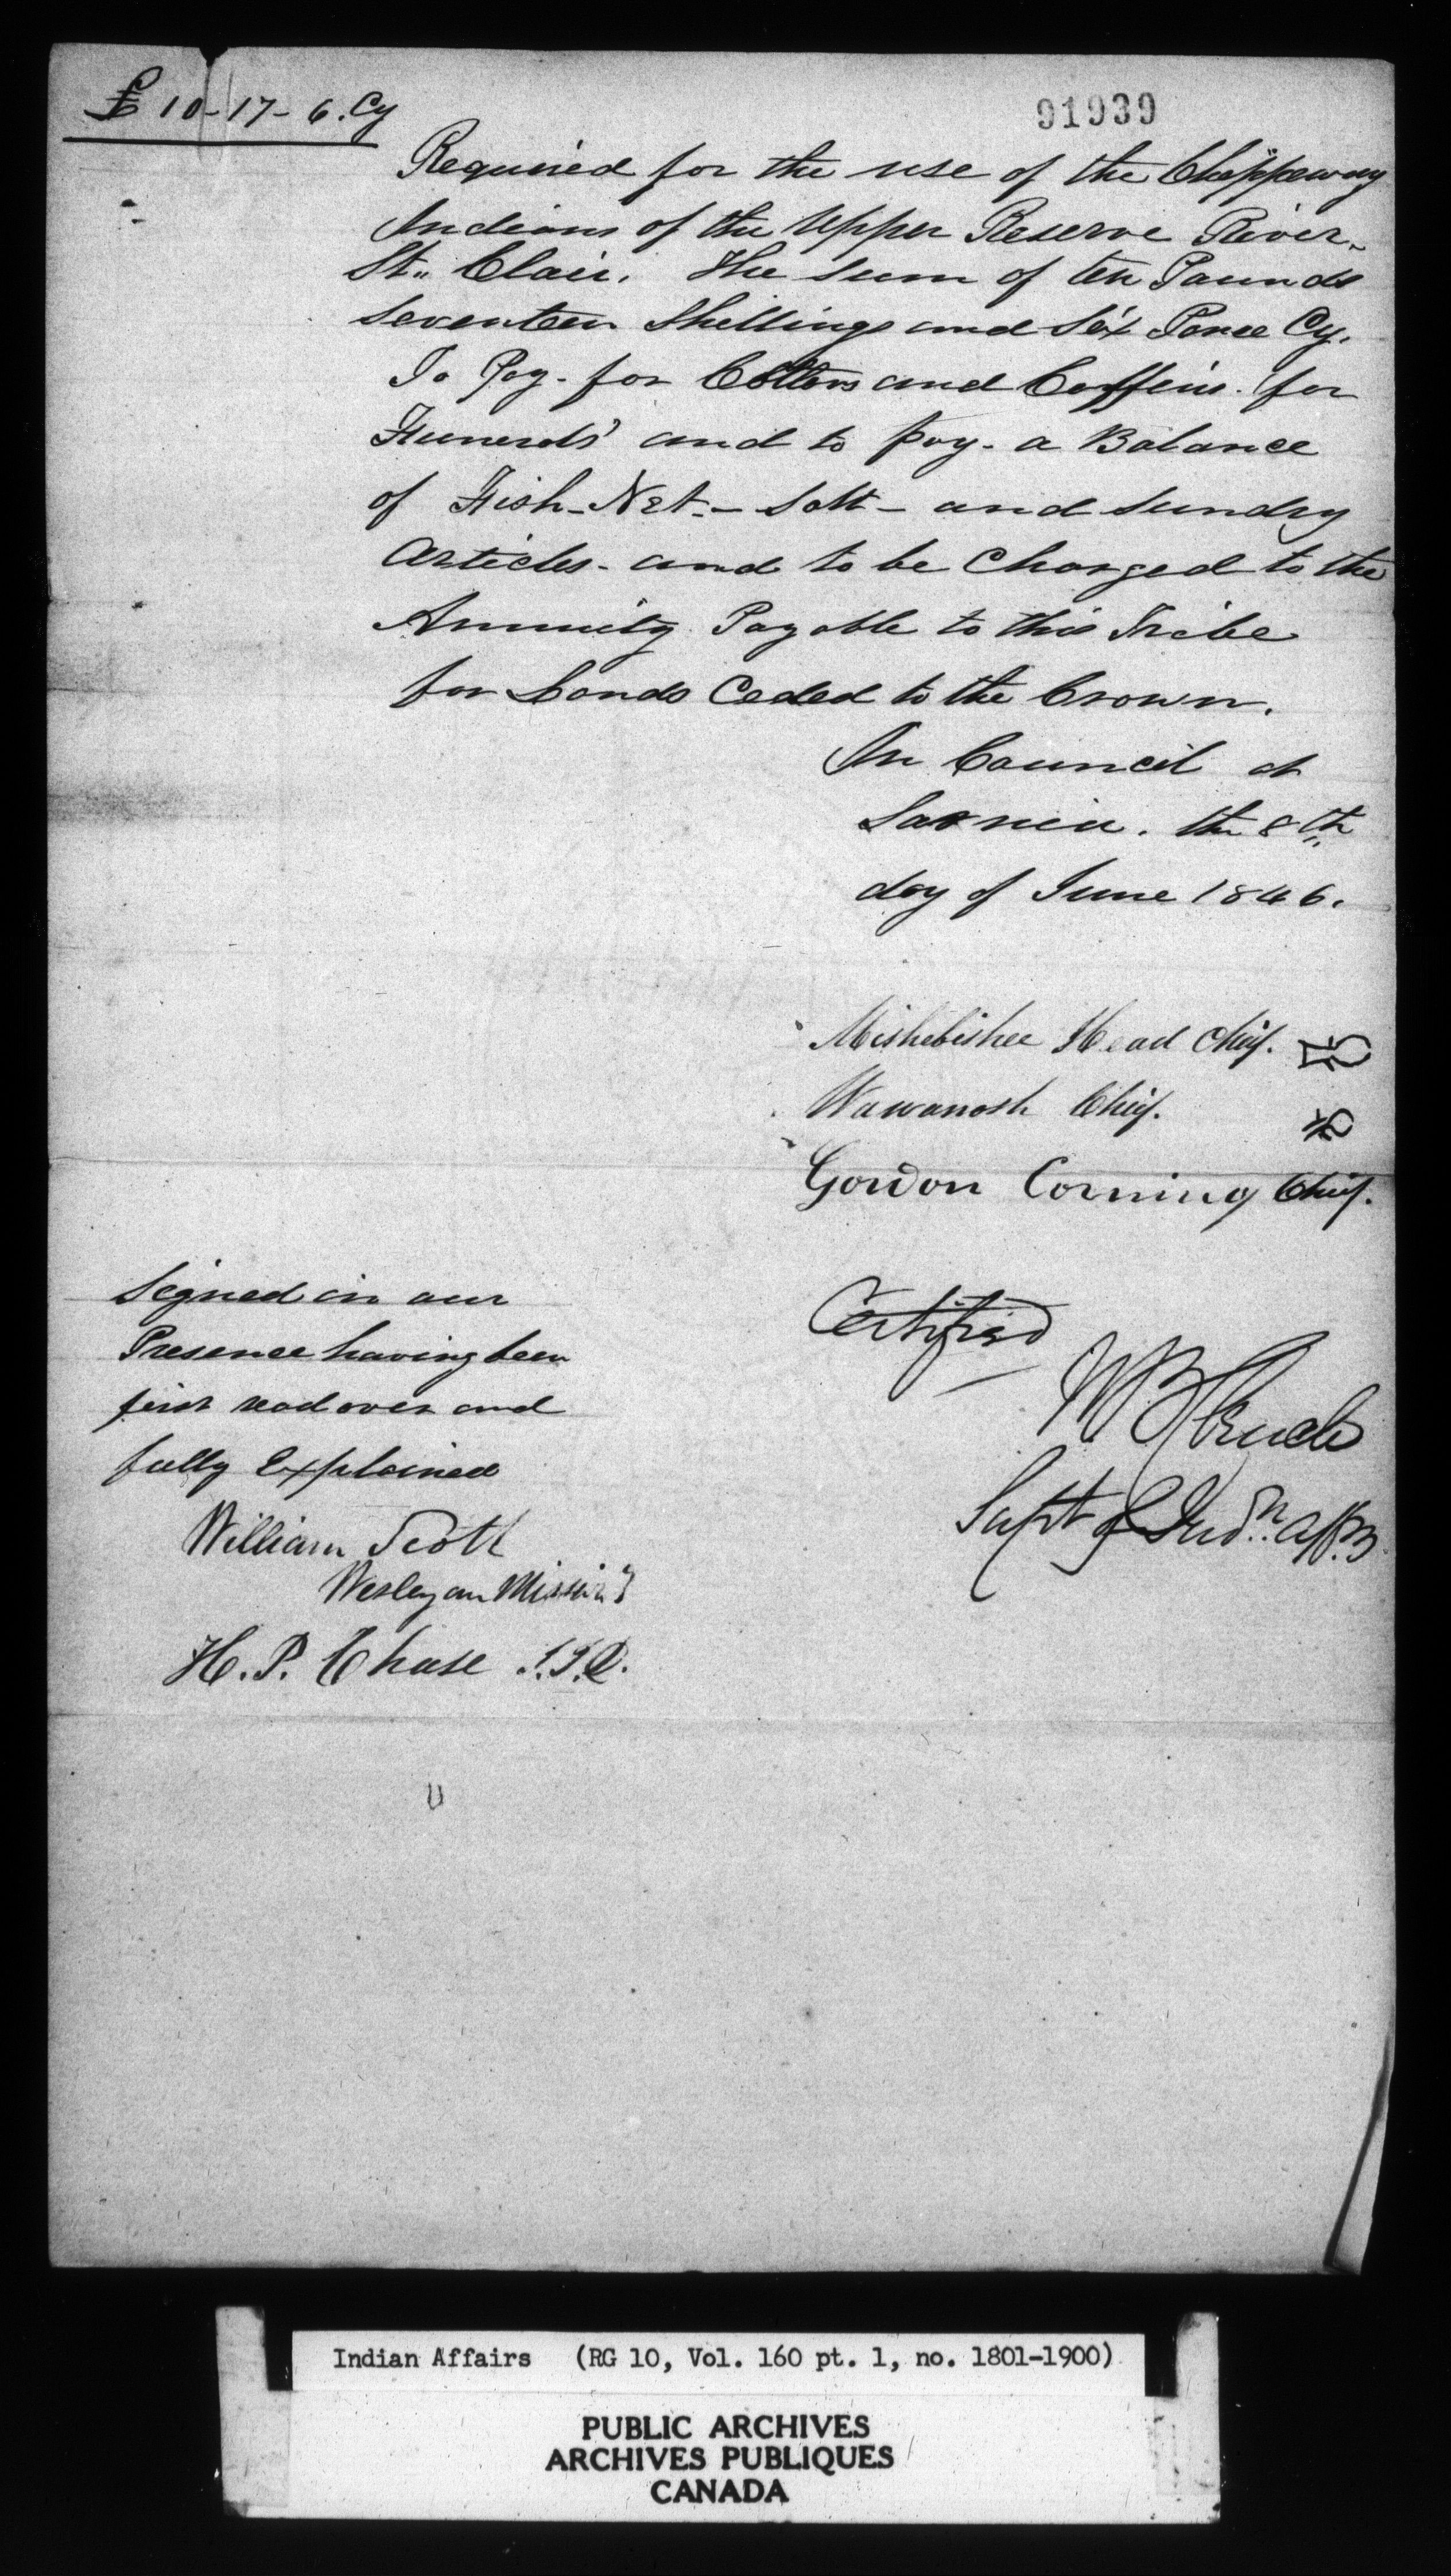 £10-17-6. Cy
91939
Required for the use of the Chippeway
Indians of the Upper Reserve River
St" Clair. The sum of ten Pounds
Seventeen Shillings and Six Pence Cy.
To Pay. for Cottons and Coffins for
Funerals and to pay a Balance
of Fish-Net - Salt - and sundry
Articles - and to be Charged to the
Annuity Payable to this Tribe
for Lands Ceded to the Crown.
In Council at
Sarnia. the 8th
day of June 1846.
Mishebishee Head Chief.
Wawanosh Chief.
Gordon Corning Chief.
Signed in our
Presence having been
first read over and
fully Explained
William Scott
Wesleyan Mission'y
H. P. Chase
Certified
Supt of Indn. Affrs.
Indian Affairs (RG 10, Vol. 160 pt. 1, no. 1801-1900)
PUBLIC ARCHIVES
ARCHIVES PUBLIQUES
CANADA